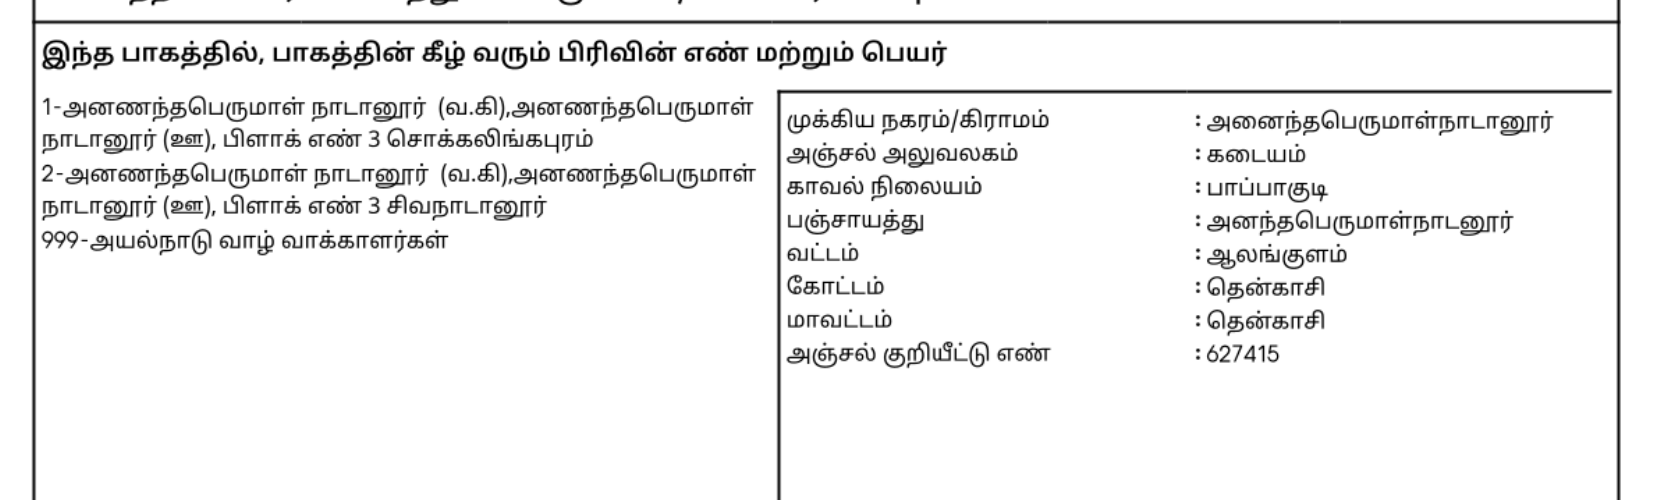 இந்த பாகத்தில், பாகத்தின் கீழ் வரும் பிரிவின் எண் மற்றும் பெயர்
1-அனணந்தபெருமாள் நாடானூர் (வ.கி),அனணந்தபெருமாள்
நாடானூர் (ஊ), பிளாக் எண் 3 சொக்கலிங்கபுரம்
2-அனணந்தபெருமாள் நாடானூர் (வ.கி),அனணந்தபெருமாள்
நாடானூர் (ஊ), பிளாக் எண் 3 சிவநாடானூர்
999-அயல்நாடு வாழ் வாக்காளர்கள்
முக்கிய நகரம்/கிராமம் : அனைந்தபெருமாள்நாடானூர்
அஞ்சல் அலுவலகம் : கடையம்
காவல் நிலையம் : பாப்பாகுடி
பஞ்சாயத்து : அனந்தபெருமாள்நாடனூர்
வட்டம் : ஆலங்குளம்
கோட்டம் : தென்காசி
மாவட்டம் : தென்காசி
அஞ்சல் குறியீட்டு எண் : 627415